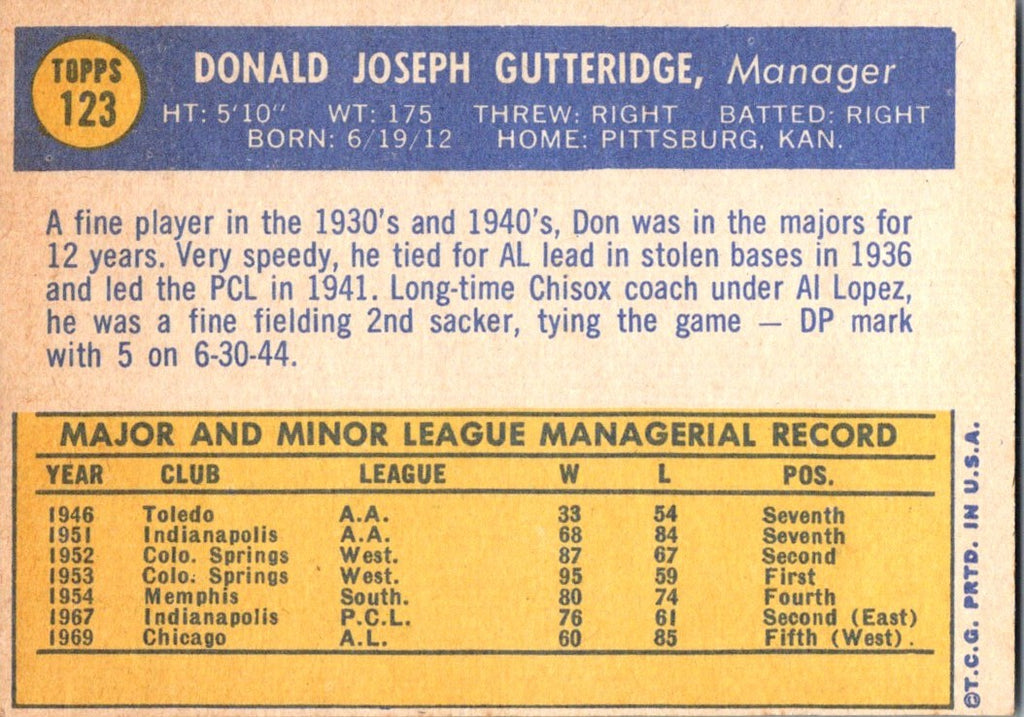 TOPPS
123
DONALD JOSEPH GUTTERIDGE, Manager
HT: 5'10" WT: 175 THREW: RIGHT BATTED: RIGHT
BORN: 6/19/12 HOME: PITTSBURG, KAN.
A fine player in the 1930's and 1940's, Don was in the majors for
12 years. Very speedy, he tied for AL lead in stolen bases in 1936
and led the PCL in 1941. Long-time Chisox coach under Al Lopez,
he was a fine fielding 2nd sacker, tying the game — DP mark
with 5 on 6-30-44.
MAJOR AND MINOR LEAGUE MANAGERIAL RECORD
YEAR CLUB LEAGUE W L POS.
1946 Toledo A.A. 33 54 Seventh
1951 Indianapolis A.A. 68 84 Seventh
1952 Colo. Springs West. 87 67 Second
1953 Colo. Springs West. 95 59 First
1954 Memphis South. 80 74 Fourth
1967 Indianapolis P.C.L. 76 61 Second (East)
1969 Chicago A.L. 60 85 Fifth (West).
©T.C.G. PRTD. IN U.S.A.